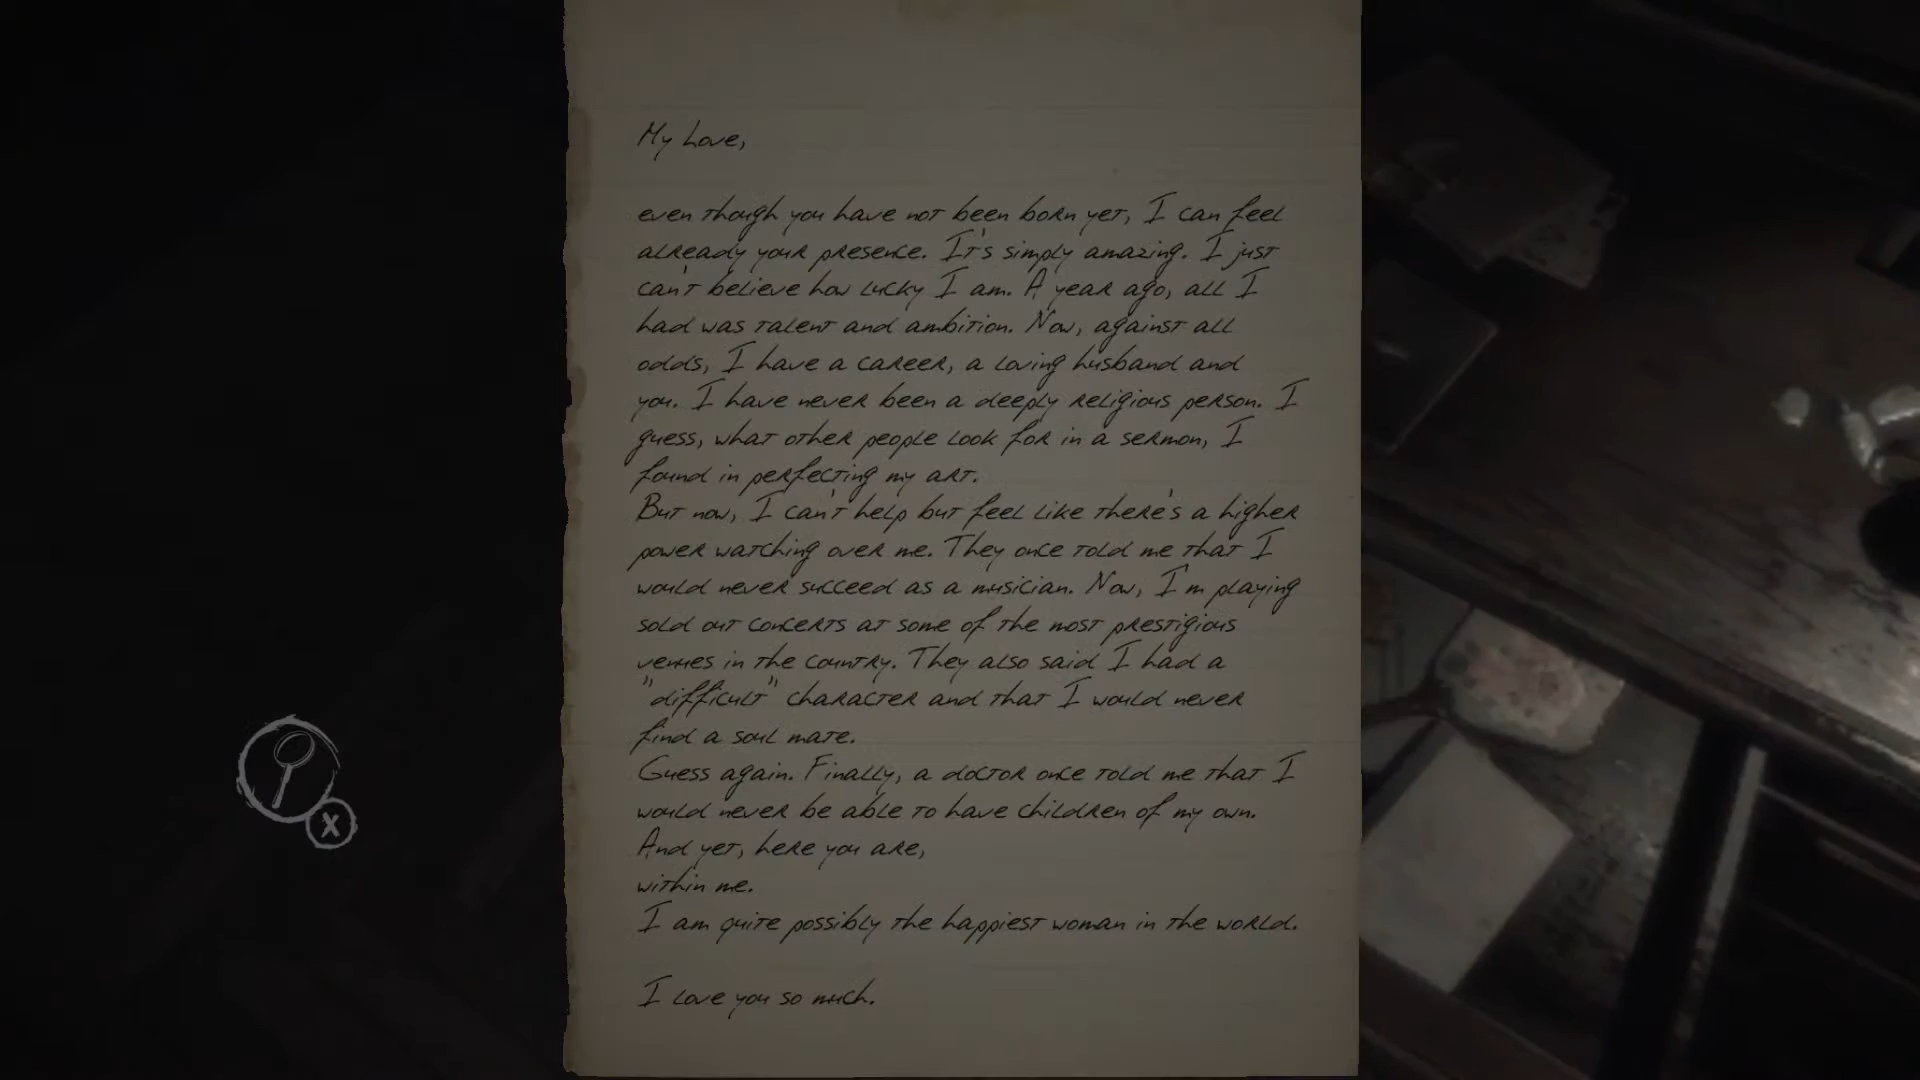 My Love,
even though you have not been born yet, I can feel
already your presence. It's simply amazing. I just
can't believe how lucky I am. A year ago, all I
had was talent and ambition. Now, against all
odds, I have a career, a loving husband and
you. I have never been a deeply religious person. I
guess, what other people look for in a sermon, I
found in perfecting my art.
But now, I can't help but feel like there's a higher
power watching over me. They once told me that I
would never succeed as a musician. Now, I'm playing
sold out concerts at some of the most prestigious
venues in the country. They also said I had a
"difficult" character and that I would never
find a soul mate.
Guess again. Finally, a doctor once told me that I
would never be able to have children of my own.
And yet, here you are,
within me.
I am quite possibly the happiest woman in the world.
I love you so much.
X